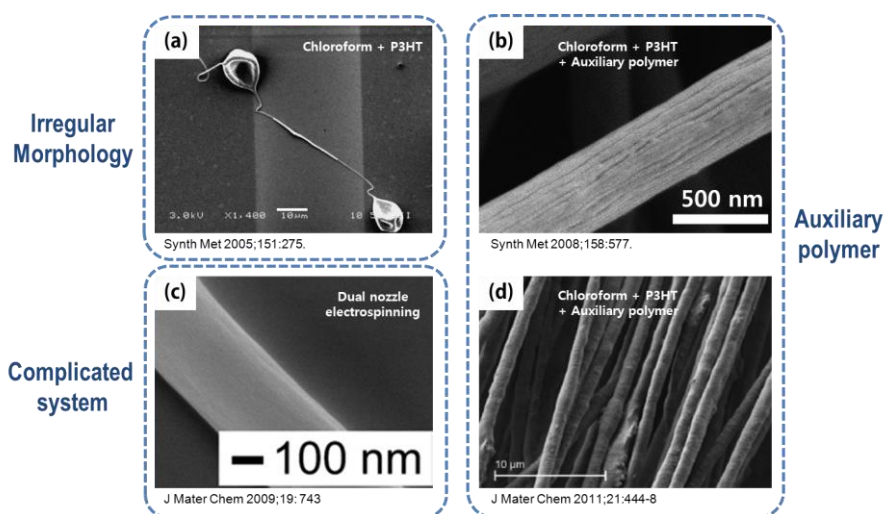 (a)
Chloroform + P3HT
Irregular
Morphology
3.0kV X1,400 10μm
Synth Met 2005;151:275.
(b)
Chloroform + P3HT
+ Auxiliary polymer
500 nm
Synth Met 2008;158:577.
Auxiliary
polymer
(c)
Dual nozzle
electrospinning
Complicated
system
100 nm
J Mater Chem 2009;19:743
(d)
Chloroform + P3HT
+ Auxiliary polymer
10 μm
J Mater Chem 2011;21:444-8